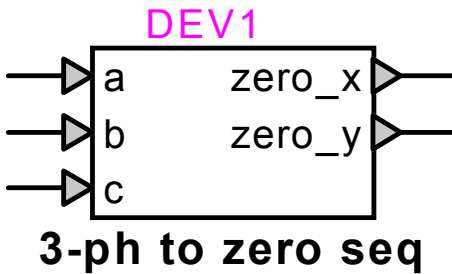 DEV1
a zero_x
b zero_y
c
3-ph to zero seq